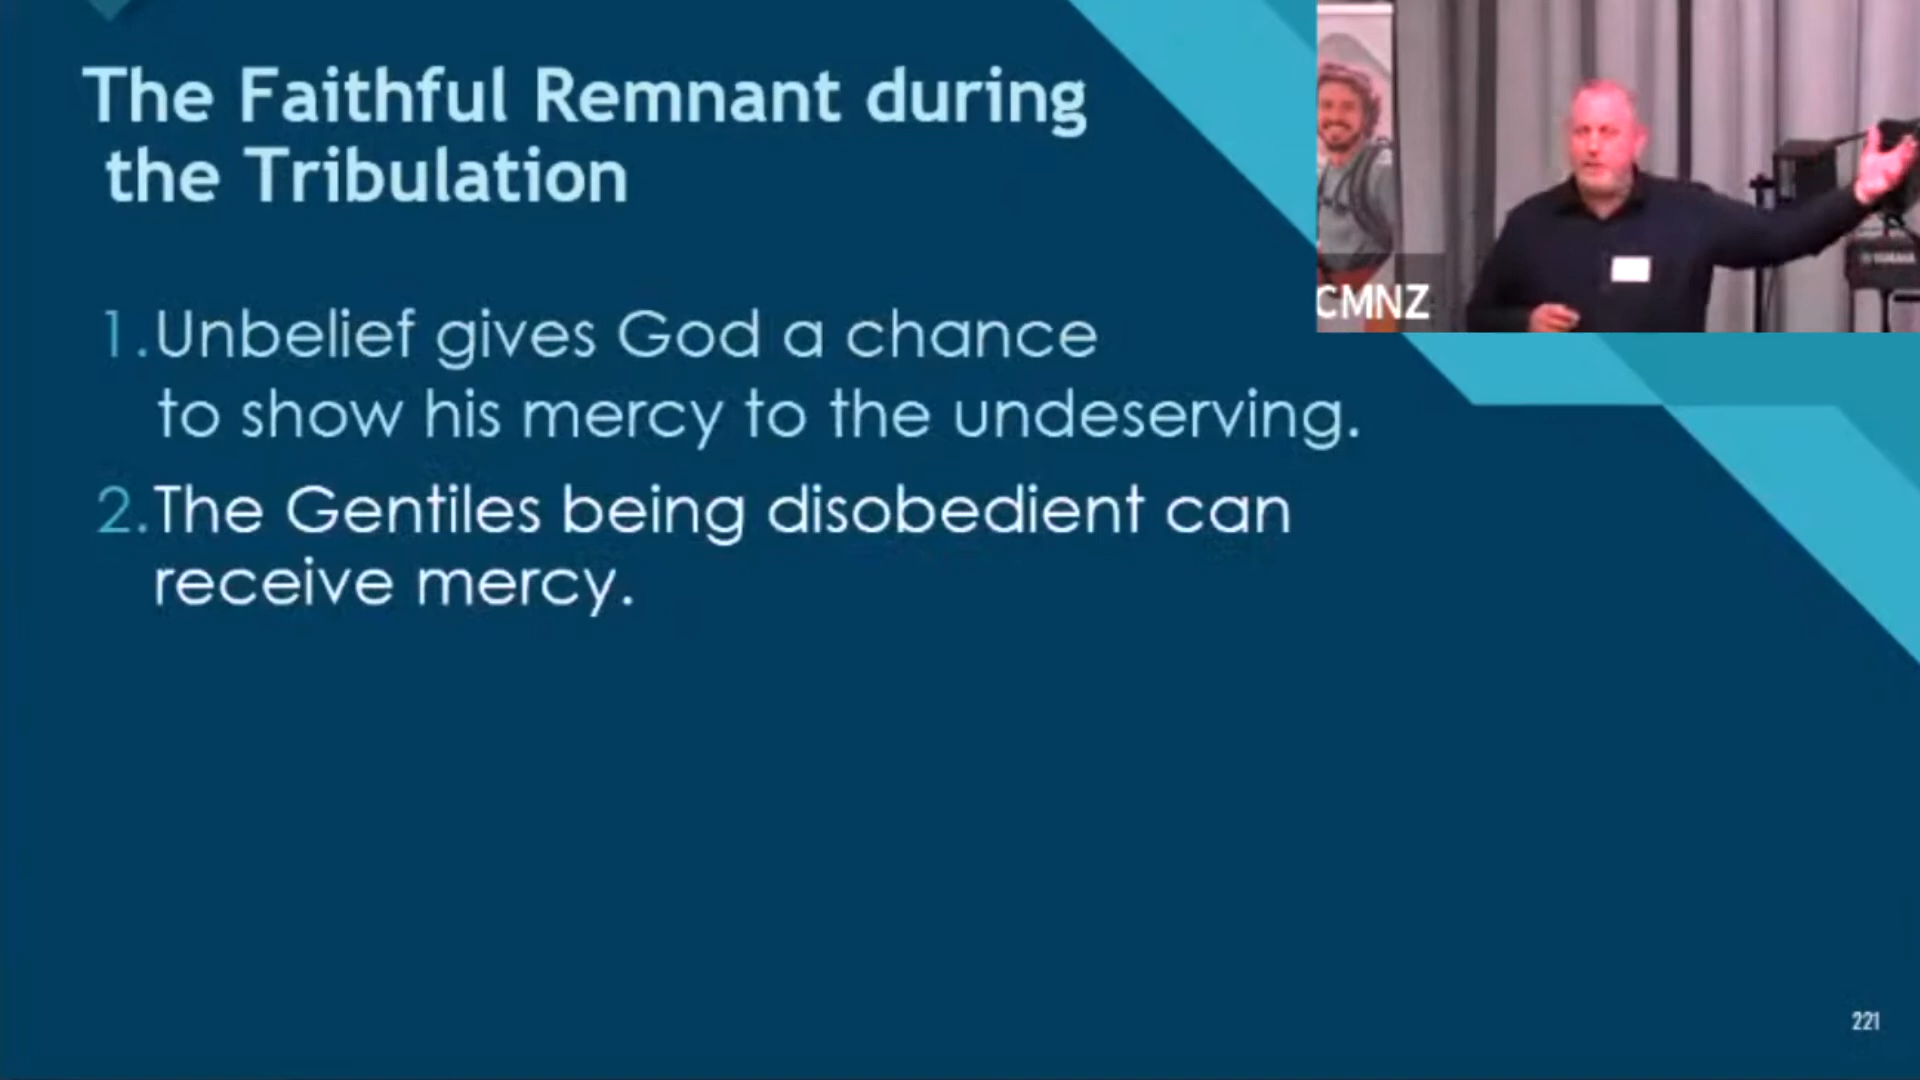 The Faithful Remnant during
the Tribulation
1. Unbelief gives God a chance
to show his mercy to the undeserving.
2. The Gentiles being disobedient can
receive mercy.
CMNZ
YAMAHA
221